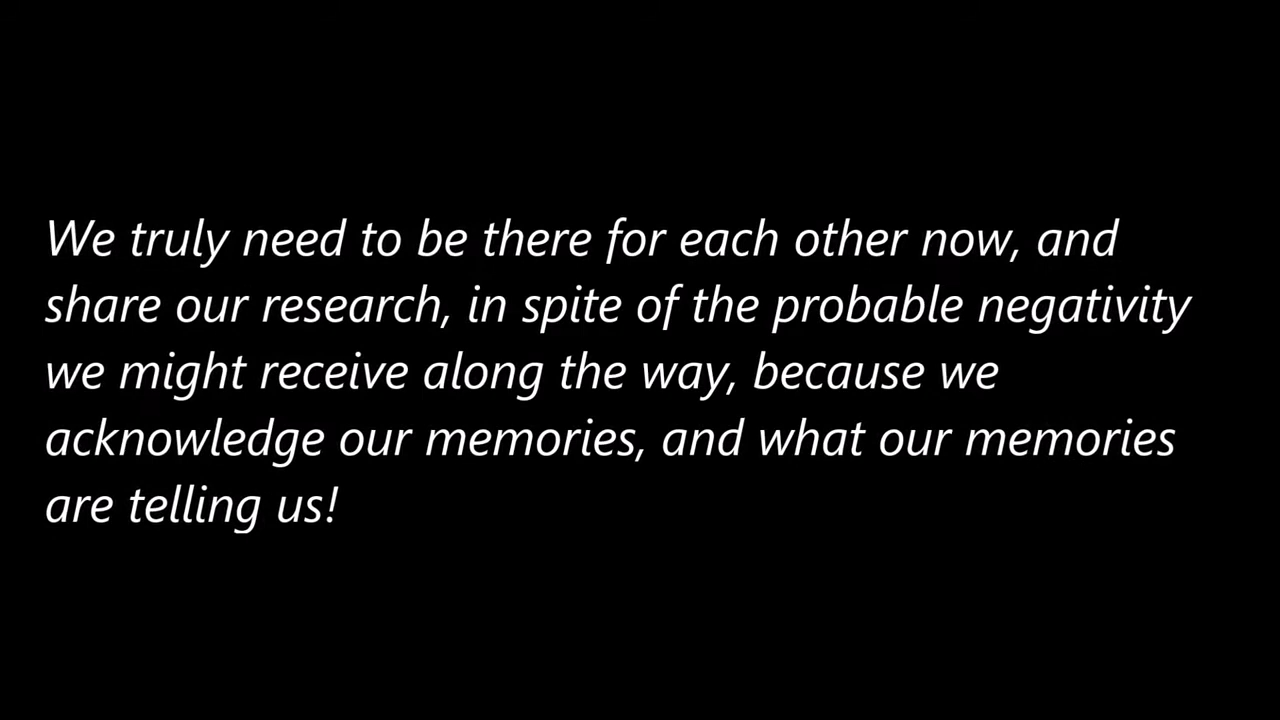 We truly need to be there for each other now, and
share our research, in spite of the probable negativity
we might receive along the way, because we
acknowledge our memories, and what our memories
are telling us!